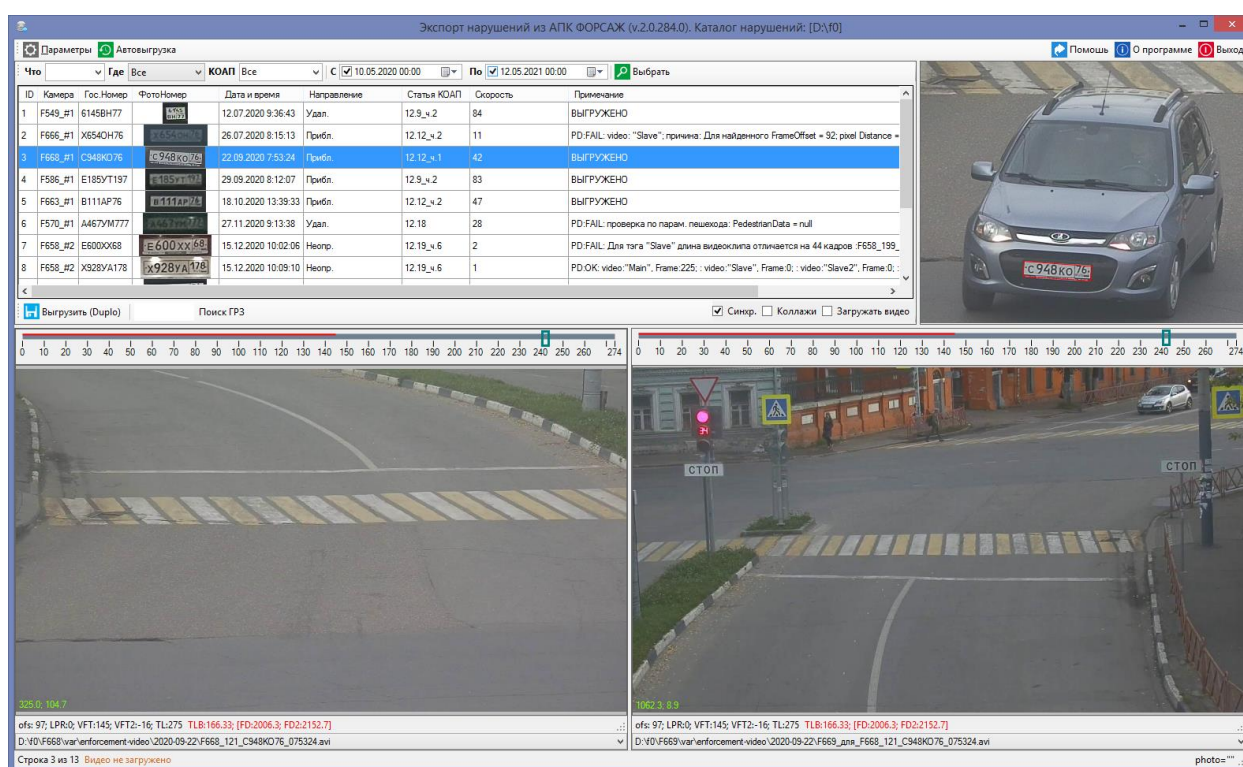 Экспорт нарушений из АПК ФОРСАЖ (v.2.0.284.0). Каталог нарушений: [D:\f0]
Параметры Автовыгрузка Помошь О программе Выход
Что Где Все КОАП Все С 10.05.2020 00:00 По 12.05.2021 00:00 Выбрать
ID Камера Гос.Номер ФотоНомер Дата и время Направление Статья КОАП Скорость Примечание
1 F549_#1 6145ВН77 12.07.2020 9:36:43 Удал. 12.9_ч.2 84 ВЫГРУЖЕНО
2 F666_#1 Х654ОН76 Х654ОН76 26.07.2020 8:15:13 Прибл. 12.12_ч.2 11 PD:FAIL: video: "Slave"; причина: Для найденного FrameOffset = 92; pixel Distance =
3 F668_#1 С948КО76 С948КО 76 22.09.2020 7:53:24 Прибл. 12.12_ч.1 42 ВЫГРУЖЕНО
4 F586_#1 Е185УТ197 Е185УТ 197 29.09.2020 8:12:07 Прибл. 12.9_ч.2 83 ВЫГРУЖЕНО
5 F663_#1 В111АР76 В111АР 76 18.10.2020 13:39:33 Прибл. 12.12_ч.2 47 ВЫГРУЖЕНО
6 F570_#1 А467УМ777 А467УМ777 27.11.2020 9:13:38 Удал. 12.18 28 PD:FAIL: проверка по парам. пешехода: PedestrianData = null
7 F658_#2 Е600ХХ68 Е600ХХ 68 15.12.2020 10:02:06 Неопр. 12.19_ч.6 2 PD:FAIL: Для тэга "Slave" длина видеоклипа отличается на 44 кадров :F658_199_
8 F658_#2 Х928УА178 Х928УА 178 15.12.2020 10:09:10 Неопр. 12.19_ч.6 1 PD:OK: video:"Main", Frame:225; : video:"Slave", Frame:0; : video:"Slave2", Frame:0; :
С948КО 76
Выгрузить (Duplo) Поиск ГРЗ Синхр. Коллажи Загружать видео
0 10 20 30 40 50 60 70 80 90 100 110 120 130 140 150 160 170 180 190 200 210 220 230 240 250 260 274
0 10 20 30 40 50 60 70 80 90 100 110 120 130 140 150 160 170 180 190 200 210 220 230 240 250 260 274
34
СТОП
СТОП
325.0; 104.7
1062.3; 8.9
ofs: 97; LPR:0; VFT:145; VFT2:-16; TL:275 TLB:166.33; [FD:2006.3; FD2:2152.7]
ofs: 97; LPR:0; VFT:145; VFT2:-16; TL:275 TLB:166.33; [FD:2006.3; FD2:2152.7]
D:\f0\F668\var\enforcement-video\2020-09-22\F668_121_C948KO76_075324.avi
D:\f0\F669\var\enforcement-video\2020-09-22\F669_для_F668_121_C948KO76_075324.avi
Строка 3 из 13 Видео не загружено photo=""